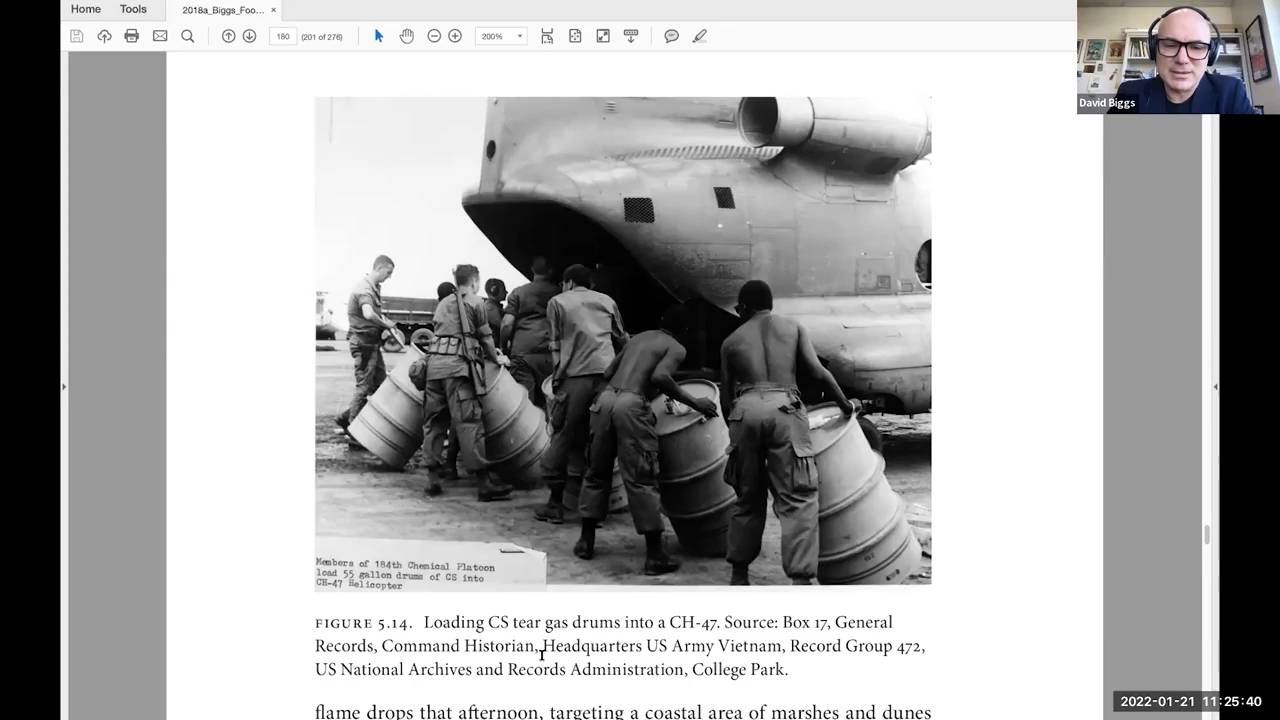 Home Tools 2018a_Biggs_Foo... ×
180 (201 of 276) 200%
David Biggs
Members of 184th Chemical Platoon
load 55 gallon drums of CS into
CH-47 Helicopter
FIGURE 5.14. Loading CS tear gas drums into a CH-47. Source: Box 17, General
Records, Command Historian, Headquarters US Army Vietnam, Record Group 472,
US National Archives and Records Administration, College Park.
flame drops that afternoon, targeting a coastal area of marshes and dunes
2022-01-21 11:25:40